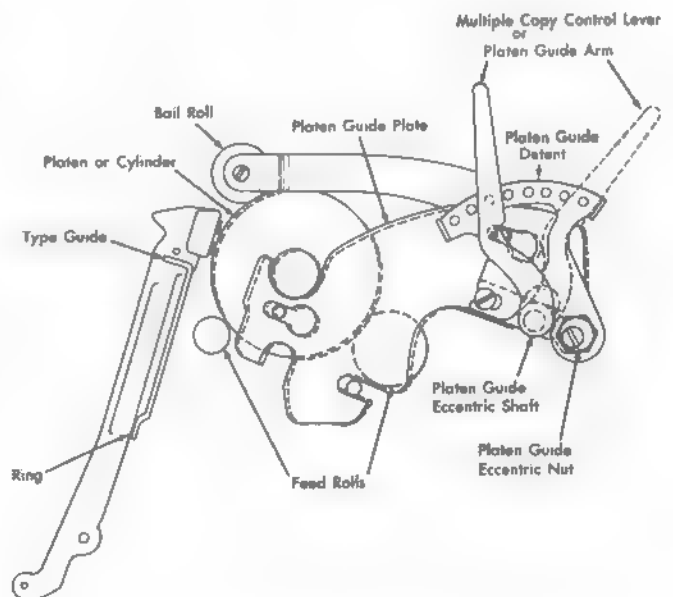 Multiple Copy Control Lever
or
Platen Guide Arm
Bail Roll
Platen Guide Plate
Platen Guide
Detent
Platen or Cylinder
Type Guide
Platen Guide
Eccentric Shaft
Platen Guide
Eccentric Nut
Ring
Feed Rolls